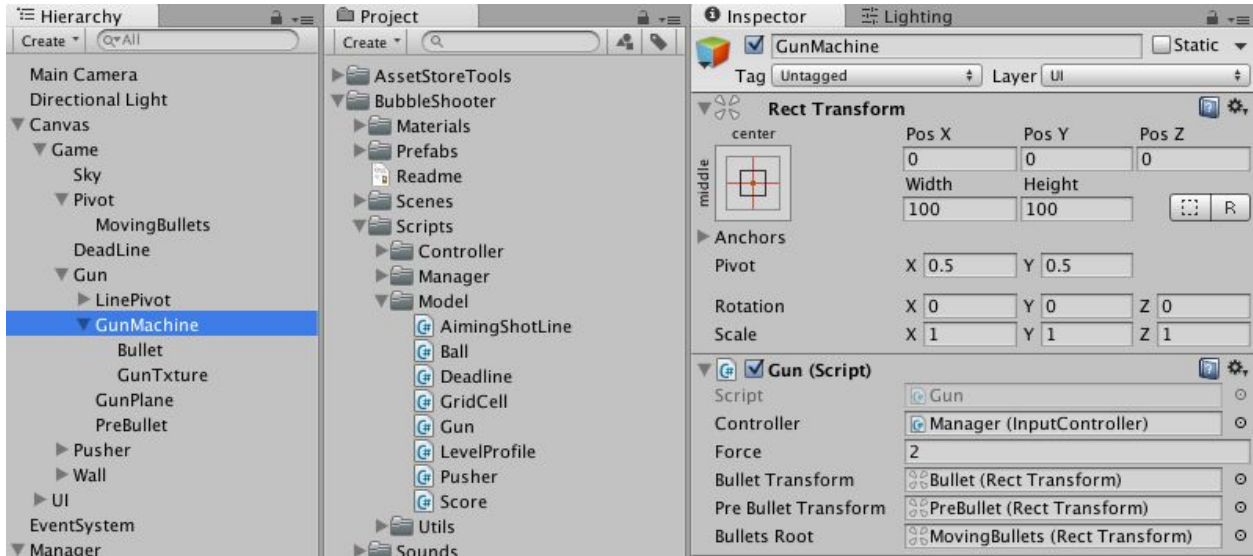 Hierarchy
Create
All
Main Camera
Directional Light
Canvas
Game
Sky
Pivot
MovingBullets
DeadLine
Gun
LinePivot
GunMachine
Bullet
GunTxture
GunPlane
PreBullet
Pusher
Wall
UI
EventSystem
Manager
Project
Create
AssetStoreTools
BubbleShooter
Materials
Prefabs
Readme
Scenes
Scripts
Controller
Manager
Model
AimingShotLine
Ball
Deadline
GridCell
Gun
LevelProfile
Pusher
Score
Utils
Sounds
Inspector Lighting
GunMachine Static
Tag Untagged Layer UI
Rect Transform
center Pos X Pos Y Pos Z
middle 0 0 0
Width Height
100 100 R
Anchors
Pivot X 0.5 Y 0.5
Rotation X 0 Y 0 Z 0
Scale X 1 Y 1 Z 1
Gun (Script)
Script Gun
Controller Manager (InputController)
Force 2
Bullet Transform Bullet (Rect Transform)
Pre Bullet Transform PreBullet (Rect Transform)
Bullets Root MovingBullets (Rect Transform)